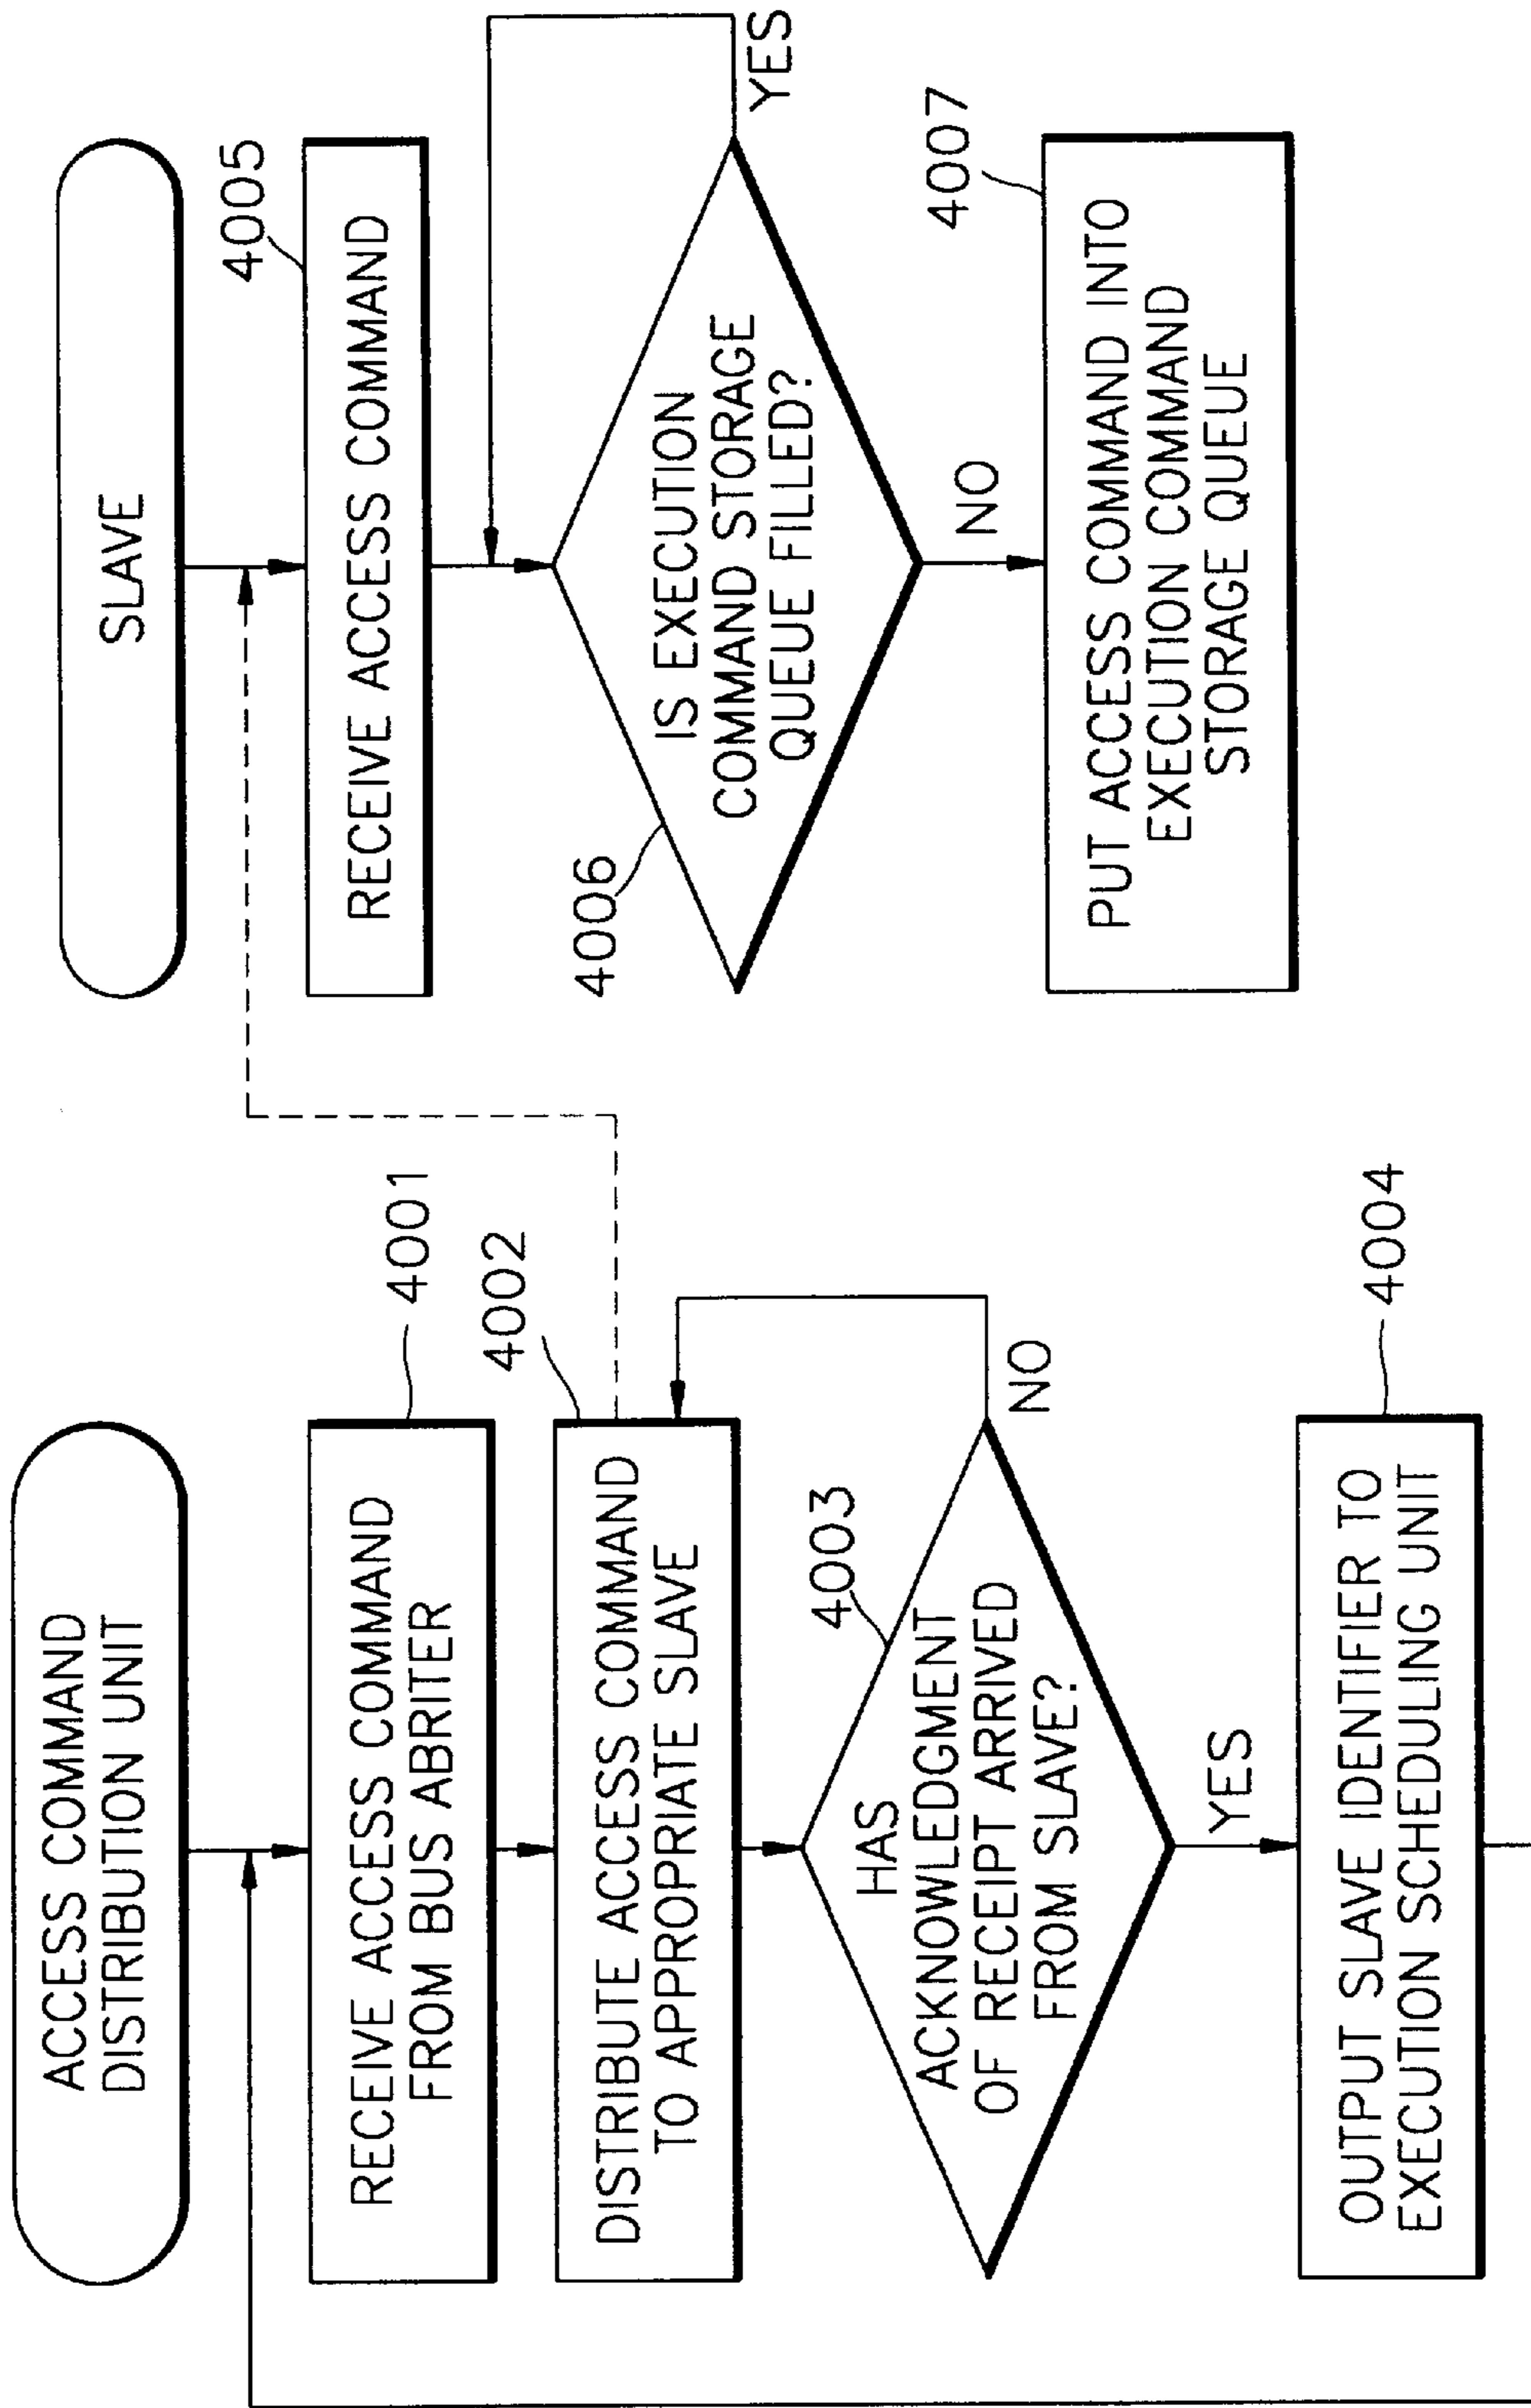 ACCESS COMMAND
DISTRIBUTION UNIT
RECEIVE ACCESS COMMAND
FROM BUS ABRITER
4001
DISTRIBUTE ACCESS COMMAND
TO APPROPRIATE SLAVE
4002
HAS
ACKNOWLEDGMENT
OF RECEIPT ARRIVED
FROM SLAVE?
4003
NO
YES
OUTPUT SLAVE IDENTIFIER TO
EXECUTION SCHEDULING UNIT
4004
SLAVE
RECEIVE ACCESS COMMAND
4005
IS EXECUTION
COMMAND STORAGE
QUEUE FILLED?
4006
YES
NO
PUT ACCESS COMMAND INTO
EXECUTION COMMAND
STORAGE QUEUE
4007